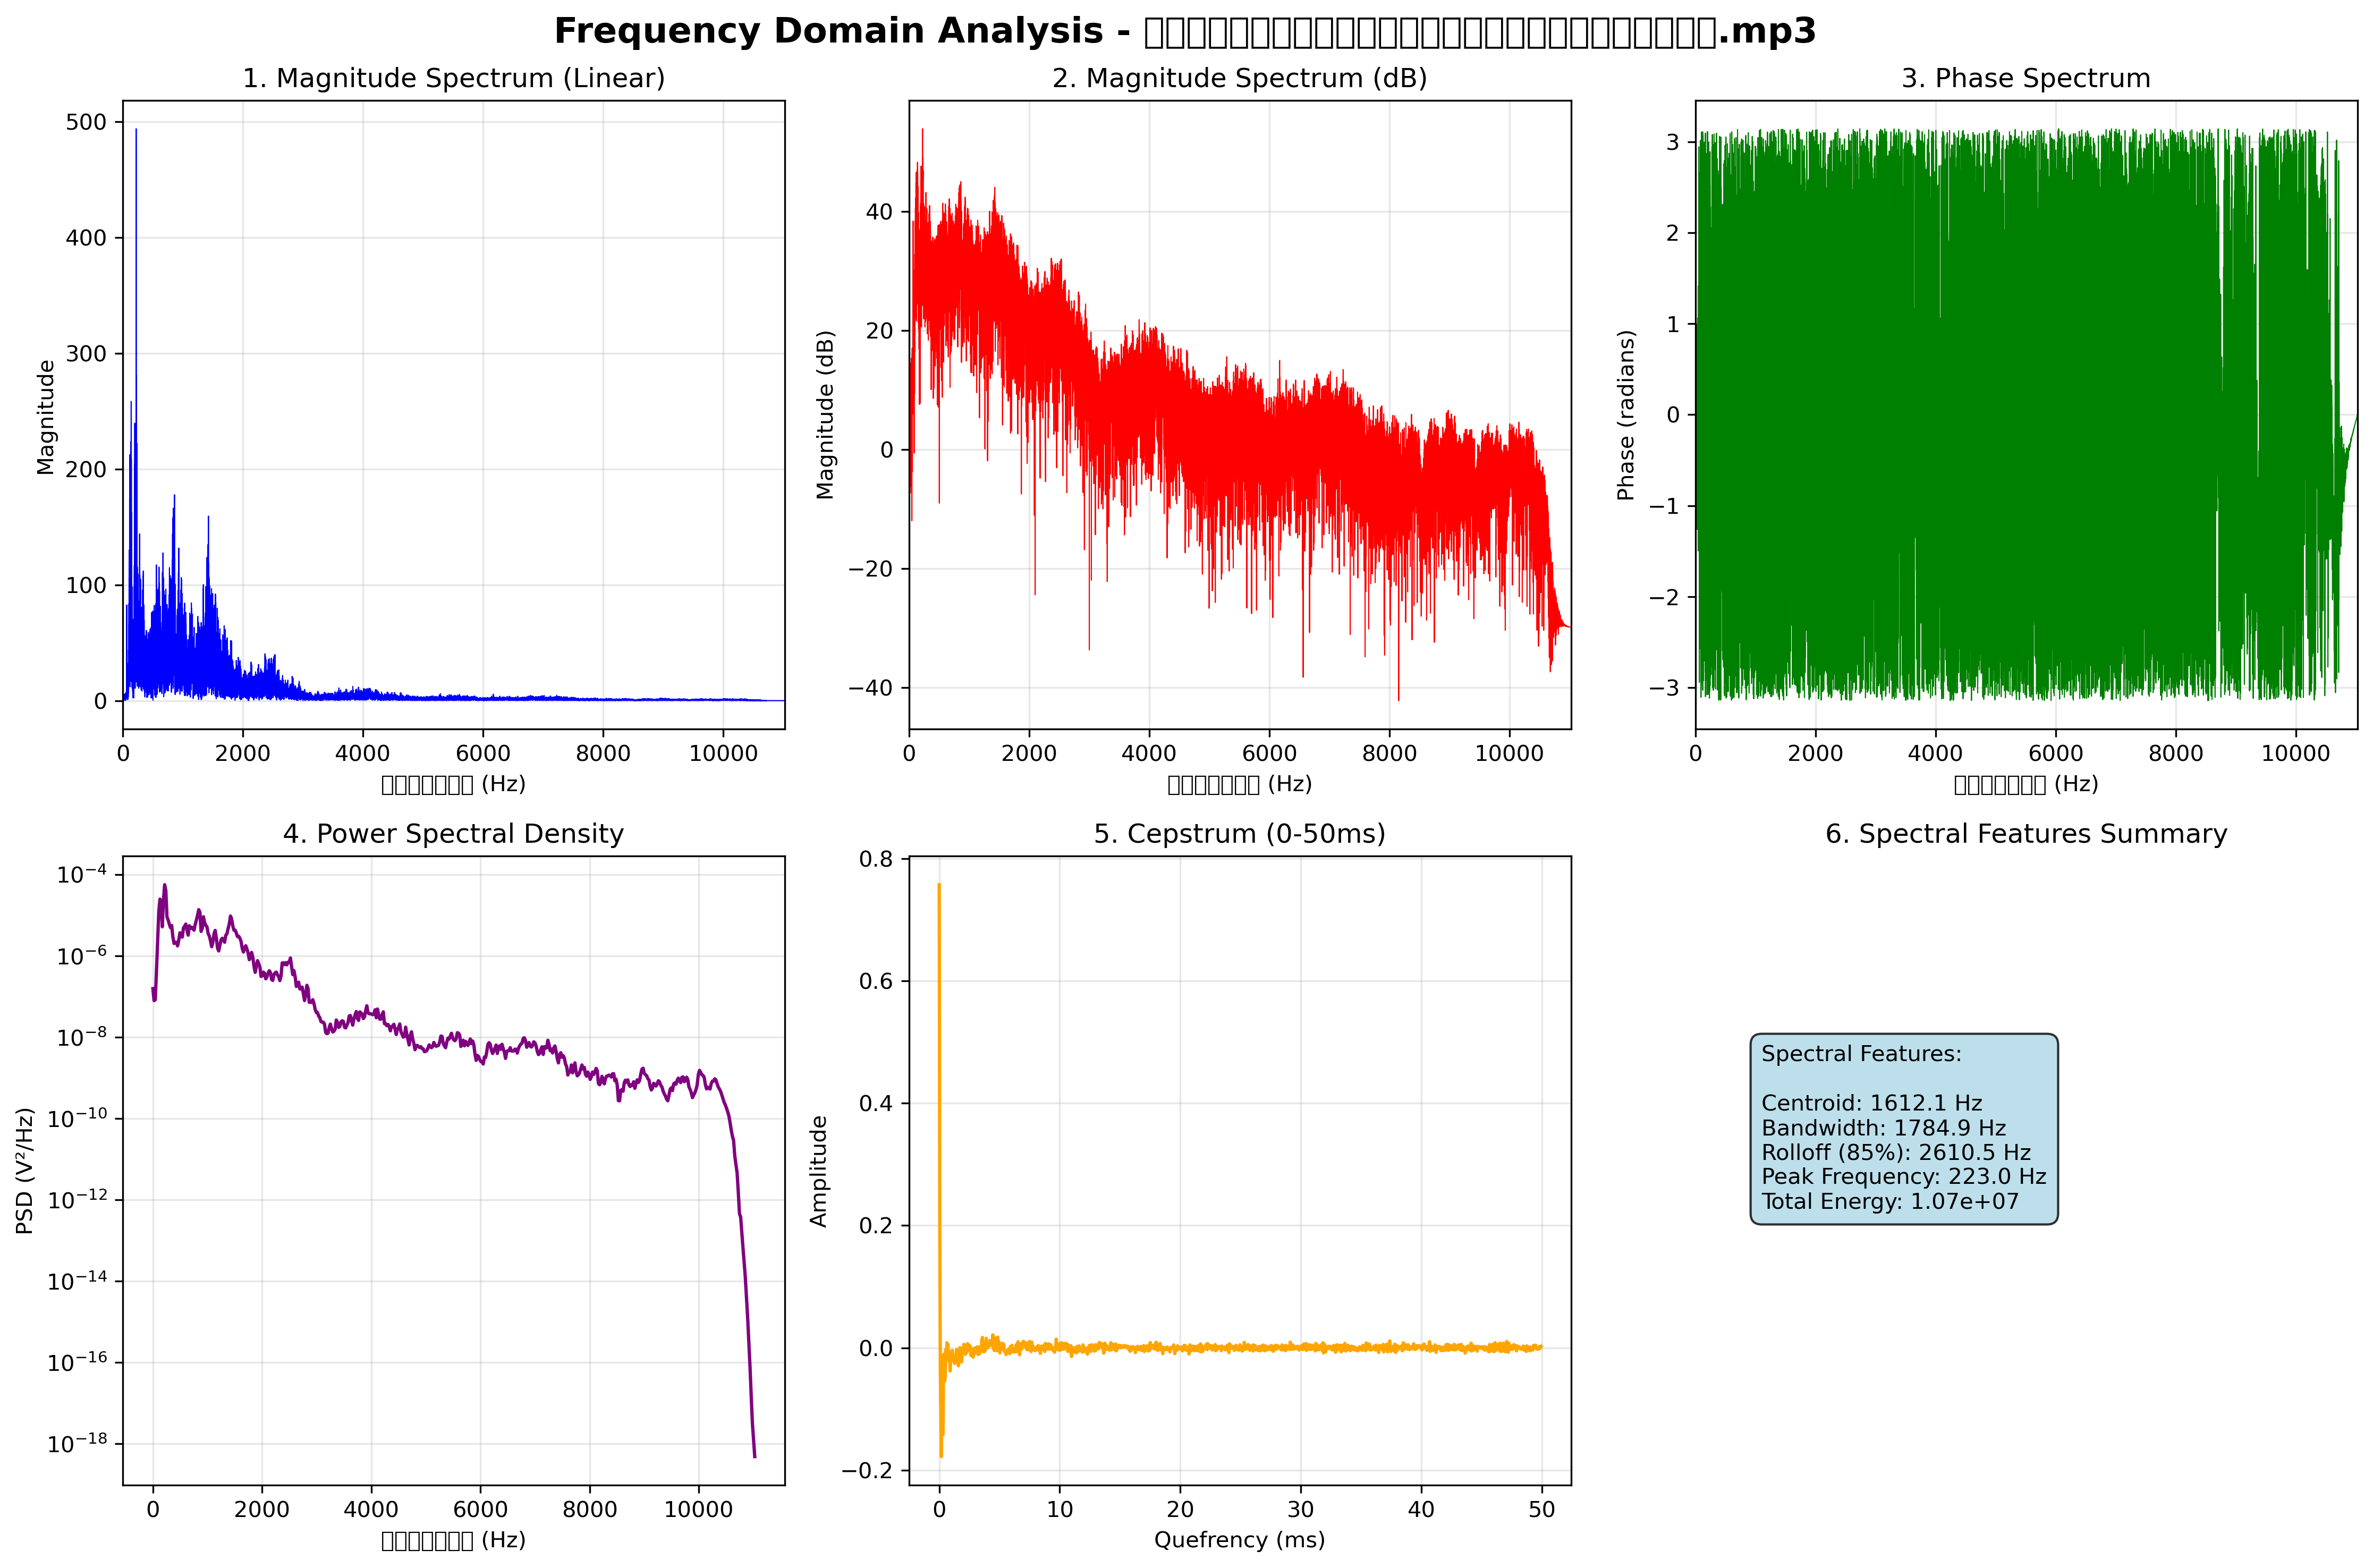 Frequency Domain Analysis - .mp3
1. Magnitude Spectrum (Linear)
Magnitude
500
400
300
200
100
0
0 2000 4000 6000 8000 10000
(Hz)
2. Magnitude Spectrum (dB)
Magnitude (dB)
40
20
0
−20
−40
0 2000 4000 6000 8000 10000
(Hz)
3. Phase Spectrum
Phase (radians)
3
2
1
0
−1
−2
−3
0 2000 4000 6000 8000 10000
(Hz)
4. Power Spectral Density
PSD (V²/Hz)
10⁻⁴
10⁻⁶
10⁻⁸
10⁻¹⁰
10⁻¹²
10⁻¹⁴
10⁻¹⁶
10⁻¹⁸
0 2000 4000 6000 8000 10000
(Hz)
5. Cepstrum (0-50ms)
Amplitude
0.8
0.6
0.4
0.2
0.0
−0.2
0 10 20 30 40 50
Quefrency (ms)
6. Spectral Features Summary
Spectral Features:
Centroid: 1612.1 Hz
Bandwidth: 1784.9 Hz
Rolloff (85%): 2610.5 Hz
Peak Frequency: 223.0 Hz
Total Energy: 1.07e+07